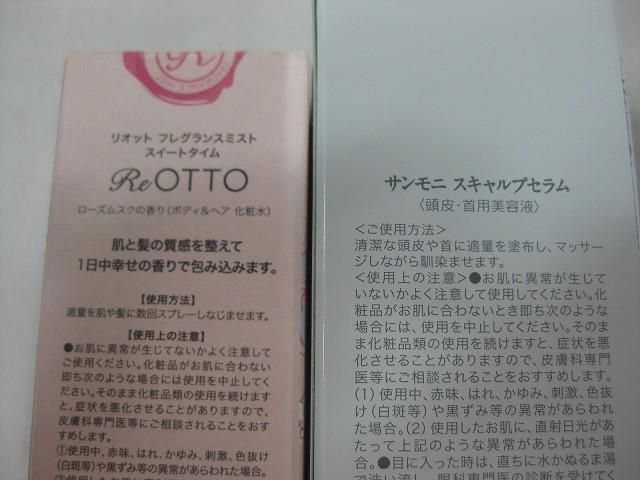 リオット フレグランスミスト
スイートタイム
Re OTTO
ローズムスクの香り(ボディ&ヘア 化粧水)
肌と髪の質感を整えて
1日中幸せの香りで包み込みます。
【使用方法】
適量を肌や髪に数回スプレーしなじませます。
【使用上の注意】
●お肌に異常が生じてないかよく注意して
ご使用ください。化粧品がお肌に合わない
即ち次のような場合には使用を中止してく
ださい。そのまま化粧品類の使用を続けます
と、症状を悪化させることがありますので、
皮膚科専門医等にご相談されることをおすす
めします。
①使用中、赤味、はれ、かゆみ、刺激、色抜け
(白斑等)や黒ずみ等の異常が現れた場合。
サンモニ スキャルプセラム
〈頭皮・首用美容液〉
<ご使用方法>
清潔な頭皮や首に適量を塗布し、マッサー
ジしながら馴染ませます。
<使用上の注意>●お肌に異常が生じて
いないかよく注意して使用してください。化
粧品がお肌に合わないとき即ち次のような
場合には、使用を中止してください。そのま
ま化粧品類の使用を続けますと、症状を悪
化させることがありますので、皮膚科専門
医等にご相談されることをおすすめします。
(1) 使用中、赤味、はれ、かゆみ、刺激、色抜
け(白斑等)や黒ずみ等の異常があらわれ
た場合。(2) 使用したお肌に、直射日光があ
たって上記のような異常があらわれた場
合。●目に入った時は、直ちに水かぬるま湯
で洗い流し、眼科専門医の診断を受けてく